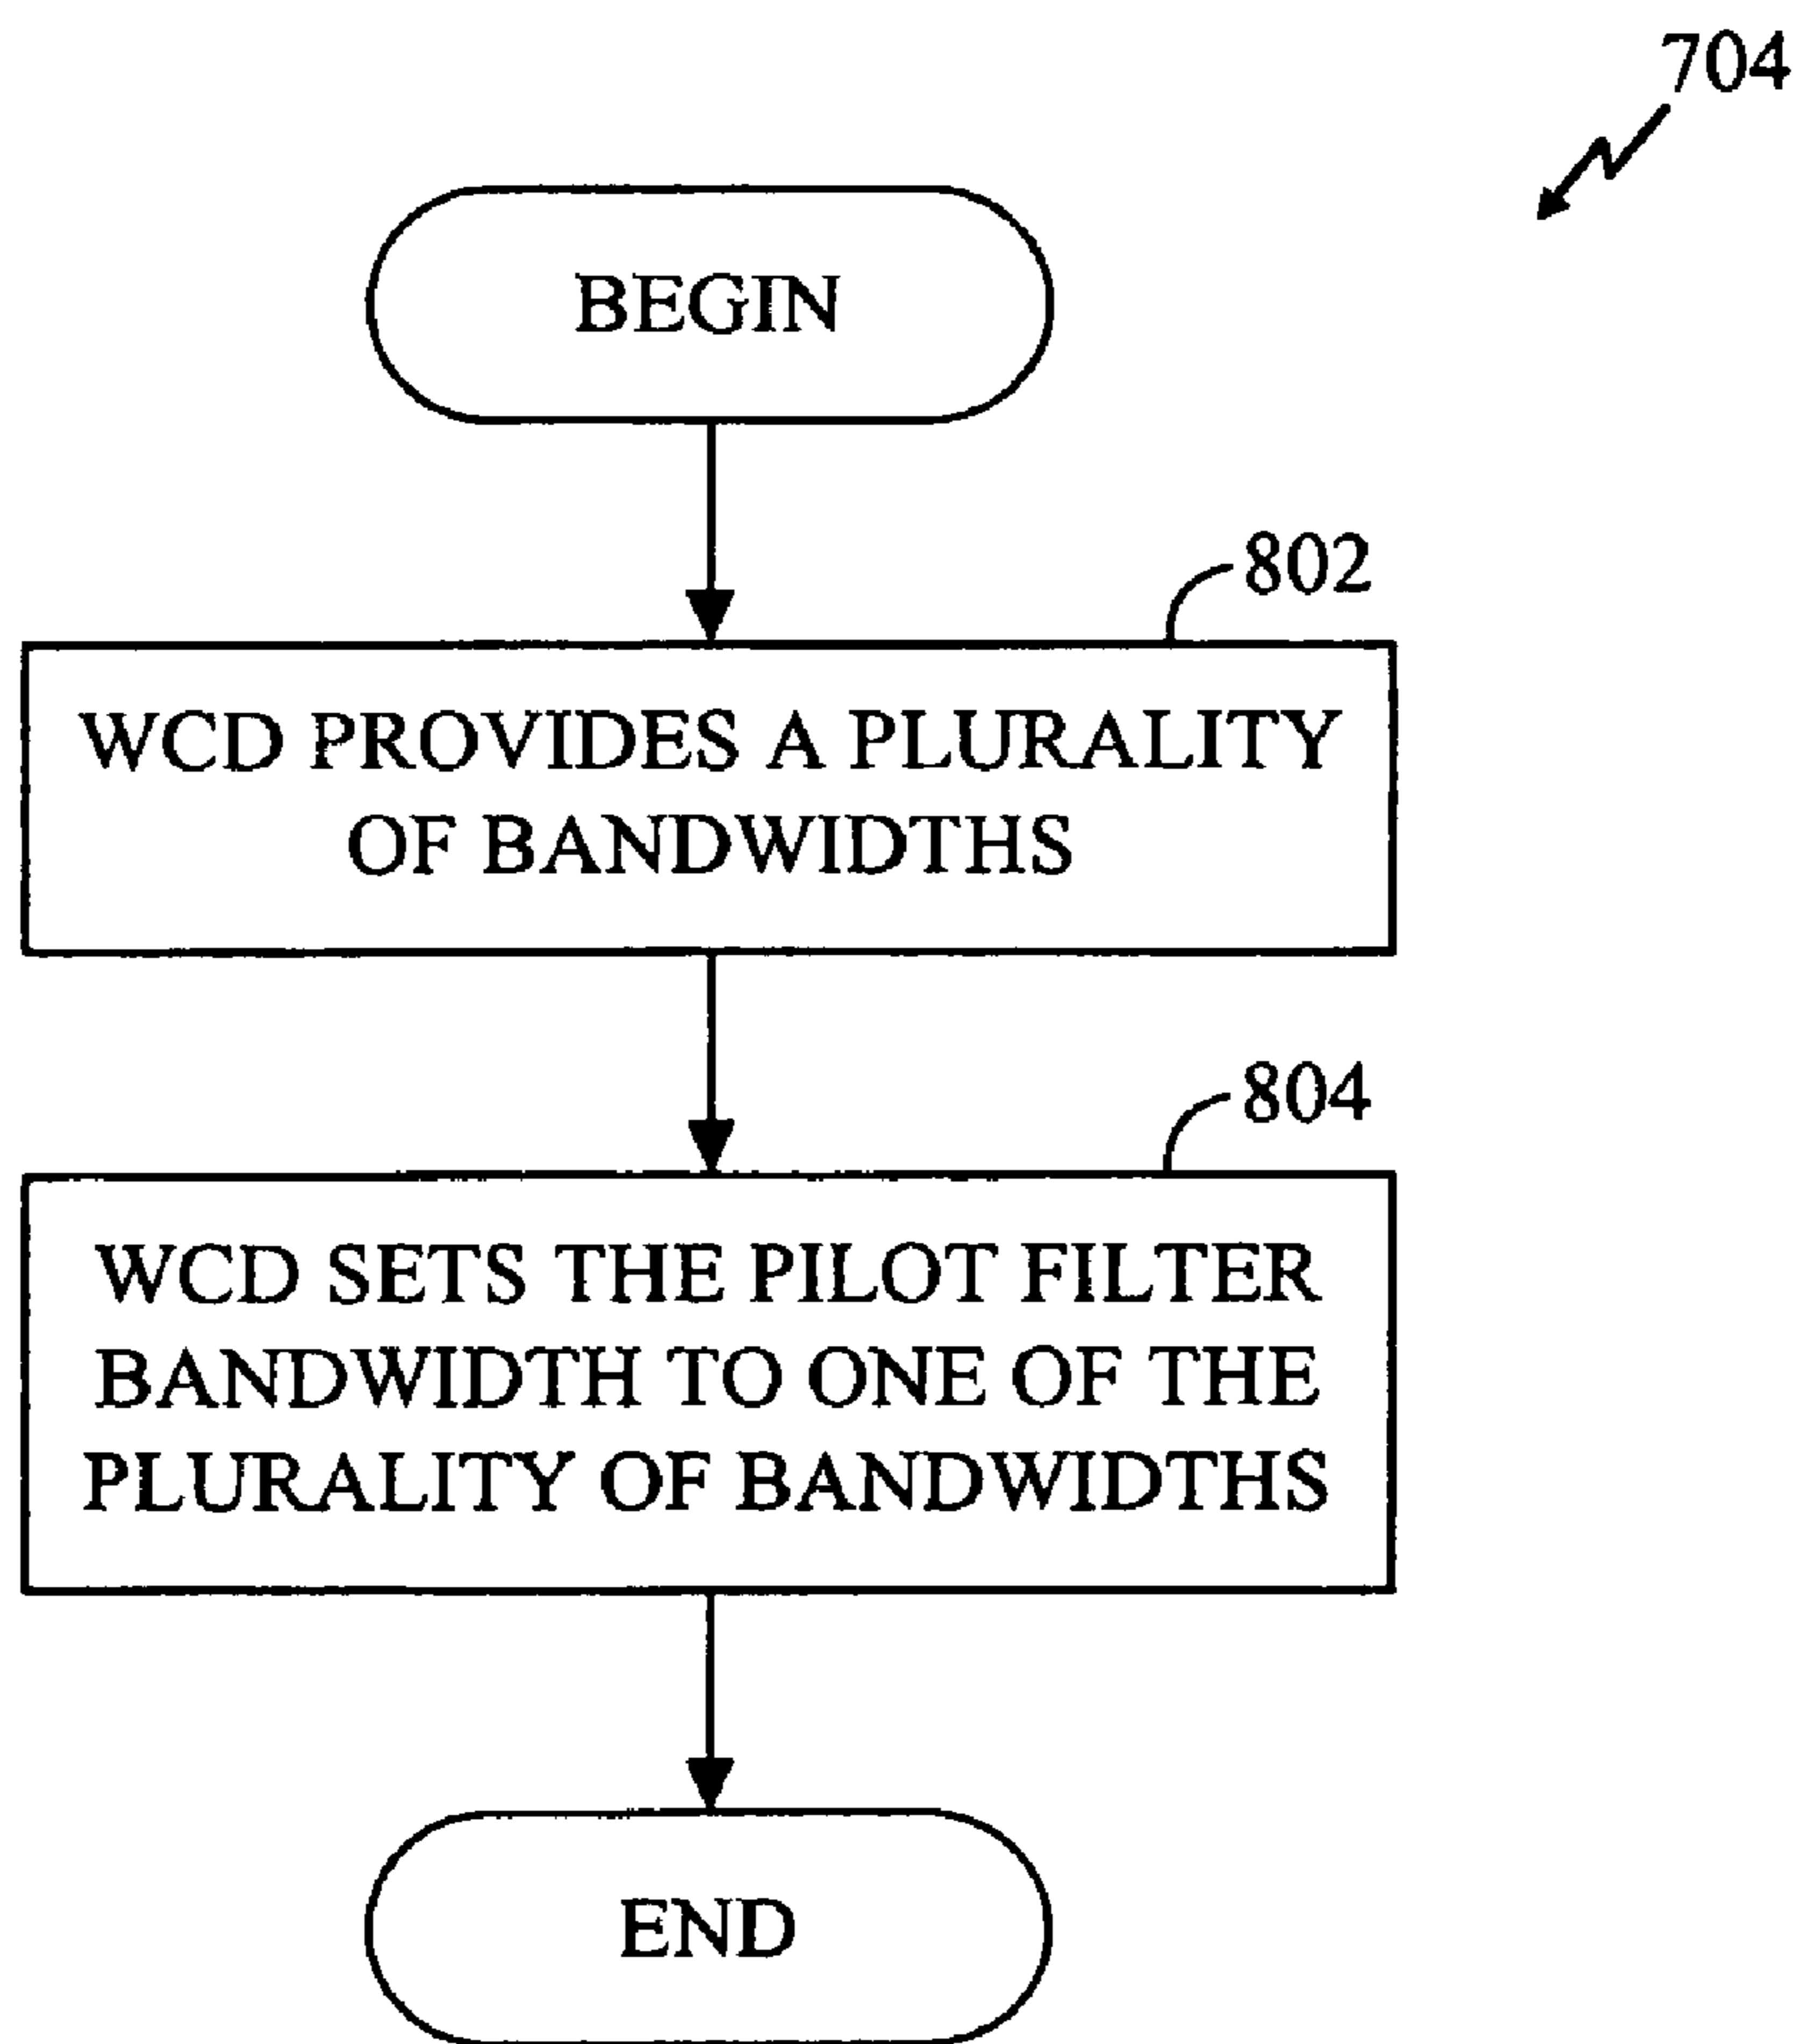 704
BEGIN
802
WCD PROVIDES A PLURALITY
OF BANDWIDTHS
804
WCD SETS THE PILOT FILTER
BANDWIDTH TO ONE OF THE
PLURALITY OF BANDWIDTHS
END